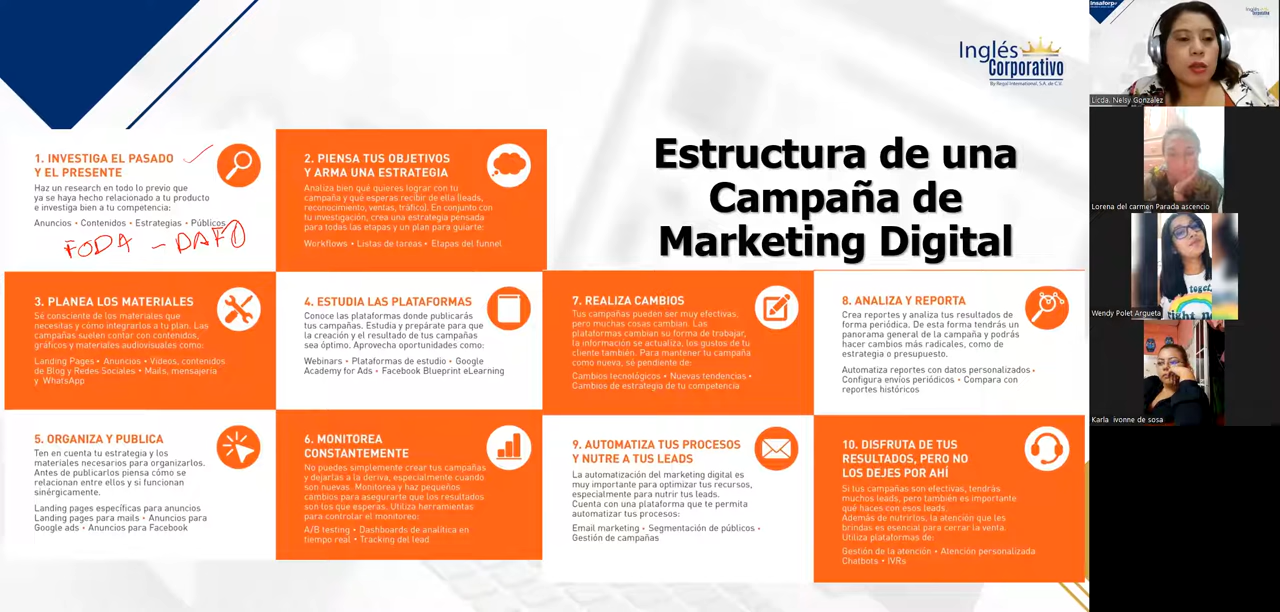 Inglés
Corporativo
By Regal International, S.A. de C.V.
Estructura de una
Campaña de
Marketing Digital
1. INVESTIGA EL PASADO
Y EL PRESENTE
Haz un research en todo lo previo que
ya se haya hecho relacionado a tu producto
e investiga bien a tu competencia:
Anuncios • Contenidos • Estrategias • Públicos
FODA - DAFO
2. PIENSA TUS OBJETIVOS
Y ARMA UNA ESTRATEGIA
Analiza bien qué quieres lograr con tu
campaña y qué esperas recibir de ella (leads,
reconocimiento, ventas, tráfico). En conjunto con
tu investigación, crea una estrategia pensada
para todas las etapas y un plan para guiarte:
Workflows • Listas de tareas • Etapas del funnel
3. PLANEA LOS MATERIALES
Sé consciente de los materiales que
necesitas y cómo integrarlos a tu plan. Las
campañas suelen contar con contenidos,
gráficos y materiales audiovisuales como:
Landing Pages • Anuncios • Videos, contenidos
de Blog y Redes Sociales • Mails, mensajería
y WhatsApp
4. ESTUDIA LAS PLATAFORMAS
Conoce las plataformas donde publicarás
tus campañas. Estudia y prepárate para que
la creación y el resultado de tus campañas
sea óptimo. Aprovecha oportunidades como:
Webinars • Plataformas de estudio • Google
Academy for Ads • Facebook Blueprint eLearning
7. REALIZA CAMBIOS
Tus campañas pueden ser muy efectivas,
pero muchas cosas cambian. Las
plataformas cambian su forma de trabajar,
la información se actualiza, los gustos de tu
cliente también. Para mantener tu campaña
como nueva, sé pendiente de:
Cambios tecnológicos • Nuevas tendencias •
Cambios de estrategia de tu competencia
8. ANALIZA Y REPORTA
Crea reportes y analiza tus resultados de
forma periódica. De esta forma tendrás un
panorama general de la campaña y podrás
hacer cambios más radicales, como de
estrategia o presupuesto.
Automatiza reportes con datos personalizados •
Configura envíos periódicos • Compara con
reportes históricos
5. ORGANIZA Y PUBLICA
Ten en cuenta tu estrategia y los
materiales necesarios para organizarlos.
Antes de publicarlos piensa cómo se
relacionan entre ellos y si funcionan
sinérgicamente.
Landing pages específicas para anuncios
Landing pages para mails • Anuncios para
Google ads • Anuncios para Facebook
6. MONITOREA
CONSTANTEMENTE
No puedes simplemente crear tus campañas
y dejarlas a la deriva, especialmente cuando
son nuevas. Monitorea y haz pequeños
cambios para asegurarte que los resultados
son los que esperas. Utiliza herramientas
para controlar el monitoreo:
A/B testing • Dashboards de analítica en
tiempo real • Tracking del lead
9. AUTOMATIZA TUS PROCESOS
Y NUTRE A TUS LEADS
La automatización del marketing digital es
muy importante para optimizar tus recursos,
especialmente para nutrir tus leads.
Cuenta con una plataforma que te permita
automatizar tus procesos:
Email marketing • Segmentación de públicos •
Gestión de campañas
10. DISFRUTA DE TUS
RESULTADOS, PERO NO
LOS DEJES POR AHÍ
Si tus campañas son efectivas, tendrás
muchos leads, pero también es importante
qué haces con esos leads.
Además de nutrirlos, la atención que les
brindas es esencial para cerrar la venta.
Utiliza plataformas de:
Gestión de la atención • Atención personalizada
Chatbots • IVRs
Insaforp
Licda. Nelsy González
Lorena del carmen Parada ascencio
Wendy Polet Argueta
Karla ivonne de sosa